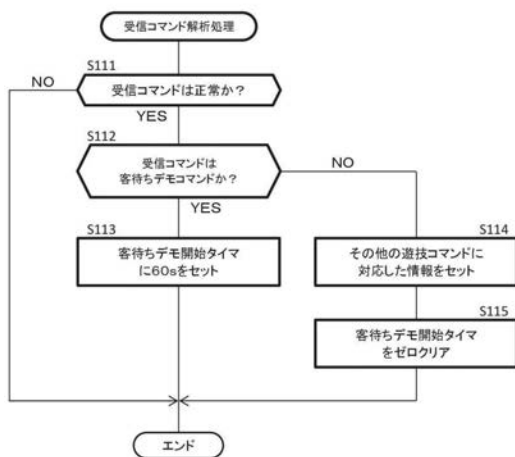 受信コマンド解析処理
S111
NO
受信コマンドは正常か？
YES
S112
受信コマンドは
客待ちデモコマンドか？
NO
YES
S113
客待ちデモ開始タイマ
に60sをセット
S114
その他の遊技コマンドに
対応した情報をセット
S115
客待ちデモ開始タイマ
をゼロクリア
エンド